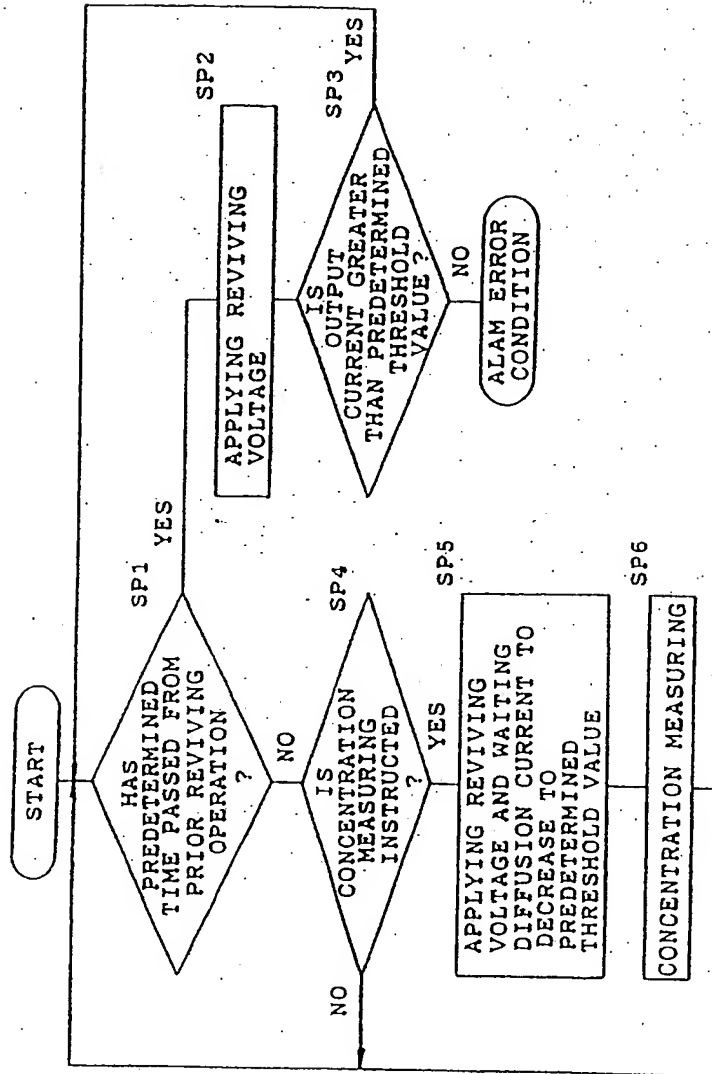 START
HAS
PREDETERMINED
TIME PASSED FROM
PRIOR REVIVING
OPERATION
?
SP1
YES
NO
APPLYING REVIVING
VOLTAGE
SP2
IS
OUTPUT
CURRENT GREATER
THAN PREDETERMINED
THRESHOLD
VALUE?
SP3
YES
NO
ALAM ERROR
CONDITION
IS
CONCENTRATION
MEASURING
INSTRUCTED
?
SP4
NO
YES
APPLYING REVIVING
VOLTAGE AND WAITING
DIFFUSION CURRENT TO
DECREASE TO
PREDETERMINED
THRESHOLD VALUE
SP5
CONCENTRATION MEASURING
SP6